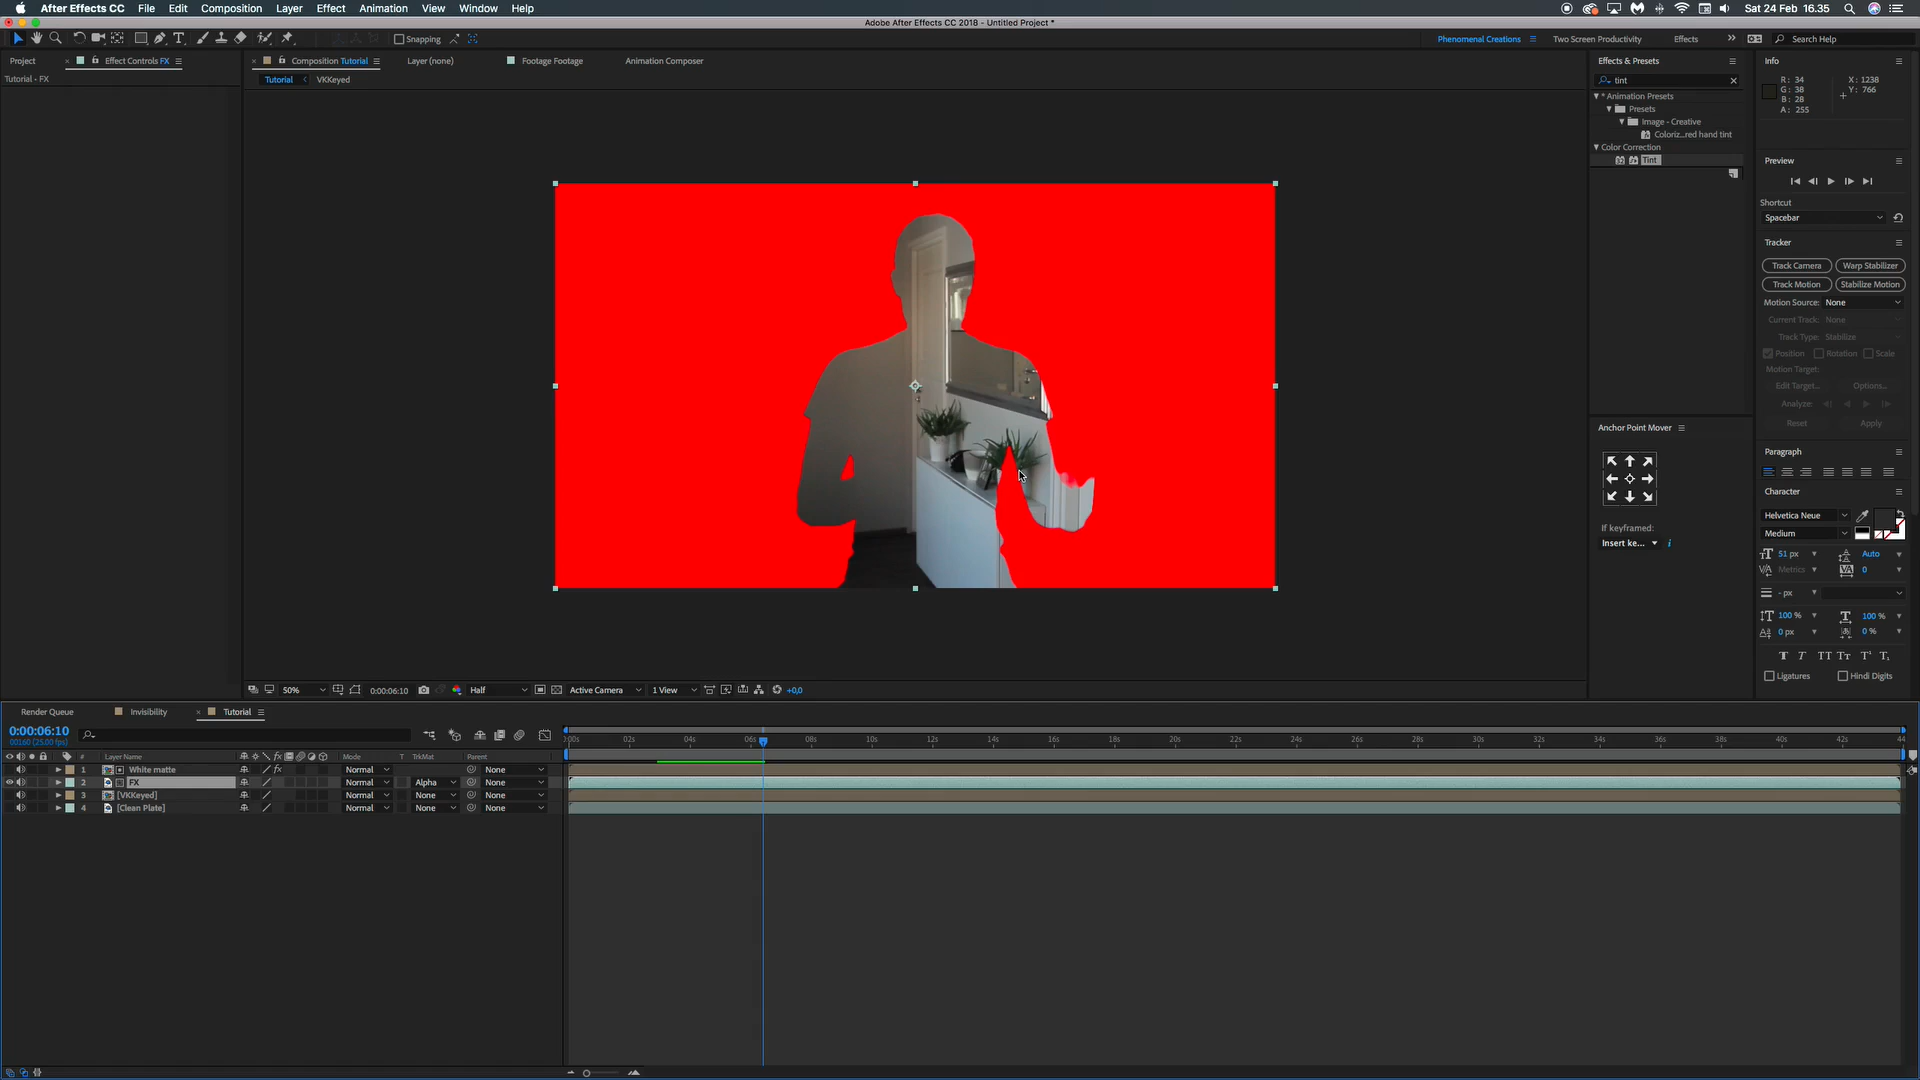 After Effects CC File Edit Composition Layer Effect Animation View Window Help Sat 24 Feb 16.35
Adobe After Effects CC 2018 - Untitled Project *
Snapping Phenomenal Creations Two Screen Productivity Effects Search Help
Project Effect Controls FX Composition Tutorial Layer (none) Footage Footage Animation Composer Effects & Presets Info
Tutorial • FX Tutorial VKKeyed tint
R: 34 X: 1238
G: 38 Y: 766
B: 28
A: 255
* Animation Presets
Presets
Image - Creative
Coloriz...red hand tint
Color Correction
Tint
Preview
Shortcut
Spacebar
Tracker
Track Camera Warp Stabilizer
Track Motion Stabilize Motion
Motion Source: None
Current Track: None
Track Type: Stabilize
Position Rotation Scale
Motion Target:
Edit Target... Options...
Analyze:
Reset Apply
Anchor Point Mover
If keyframed:
Insert ke...
Paragraph
Character
Helvetica Neue
Medium
51 px Auto
Metrics 0
- px
100 % 100 %
0 px 0 %
T T TT Tt T¹ T₁
Ligatures Hindi Digits
50% 0:00:06:10 Half Active Camera 1 View +0,0
Render Queue Invisibility Tutorial
0:00:06:10
00160 (25.00 fps)
:00s 02s 04s 06s 08s 10s 12s 14s 16s 18s 20s 22s 24s 26s 28s 30s 32s 34s 36s 38s 40s 42s 44
# Layer Name Mode T TrkMat Parent
1 White matte Normal None
2 FX Normal Alpha None
3 [VKKeyed] Normal None None
4 [Clean Plate] Normal None None